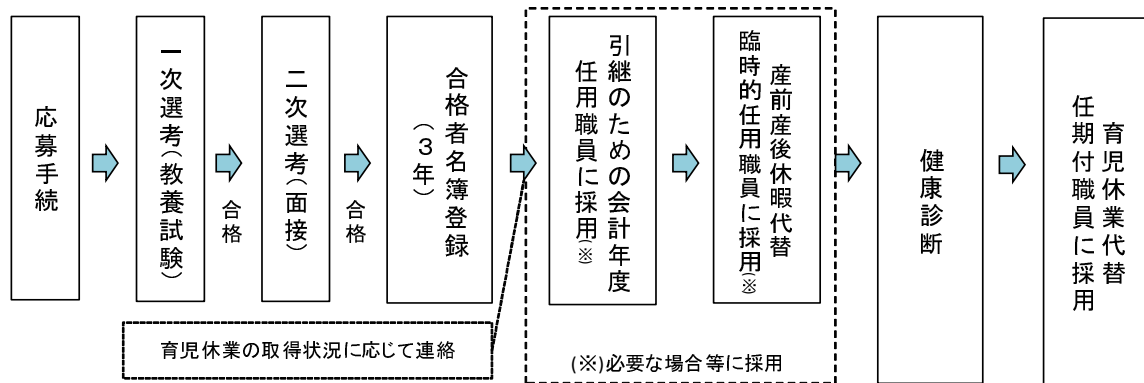 応募手続
一次選考（教養試験）
合格
二次選考（面接）
合格
合格者名簿登録
（３年）
育児休業の取得状況に応じて連絡
引継のための会計年度
任用職員に採用(※)
産前産後休暇代替
臨時的任用職員に採用(※)
(※)必要な場合等に採用
健康診断
育児休業代替
任期付職員に採用